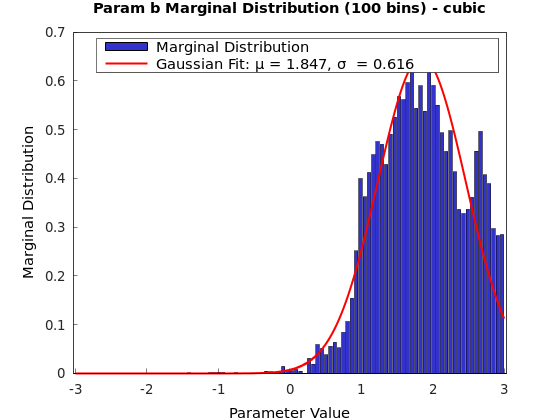 Param b Marginal Distribution (100 bins) - cubic
Marginal Distribution
Gaussian Fit: μ = 1.847, σ = 0.616
Marginal Distribution
0.7
0.6
0.5
0.4
0.3
0.2
0.1
0
-3 -2 -1 0 1 2 3
Parameter Value